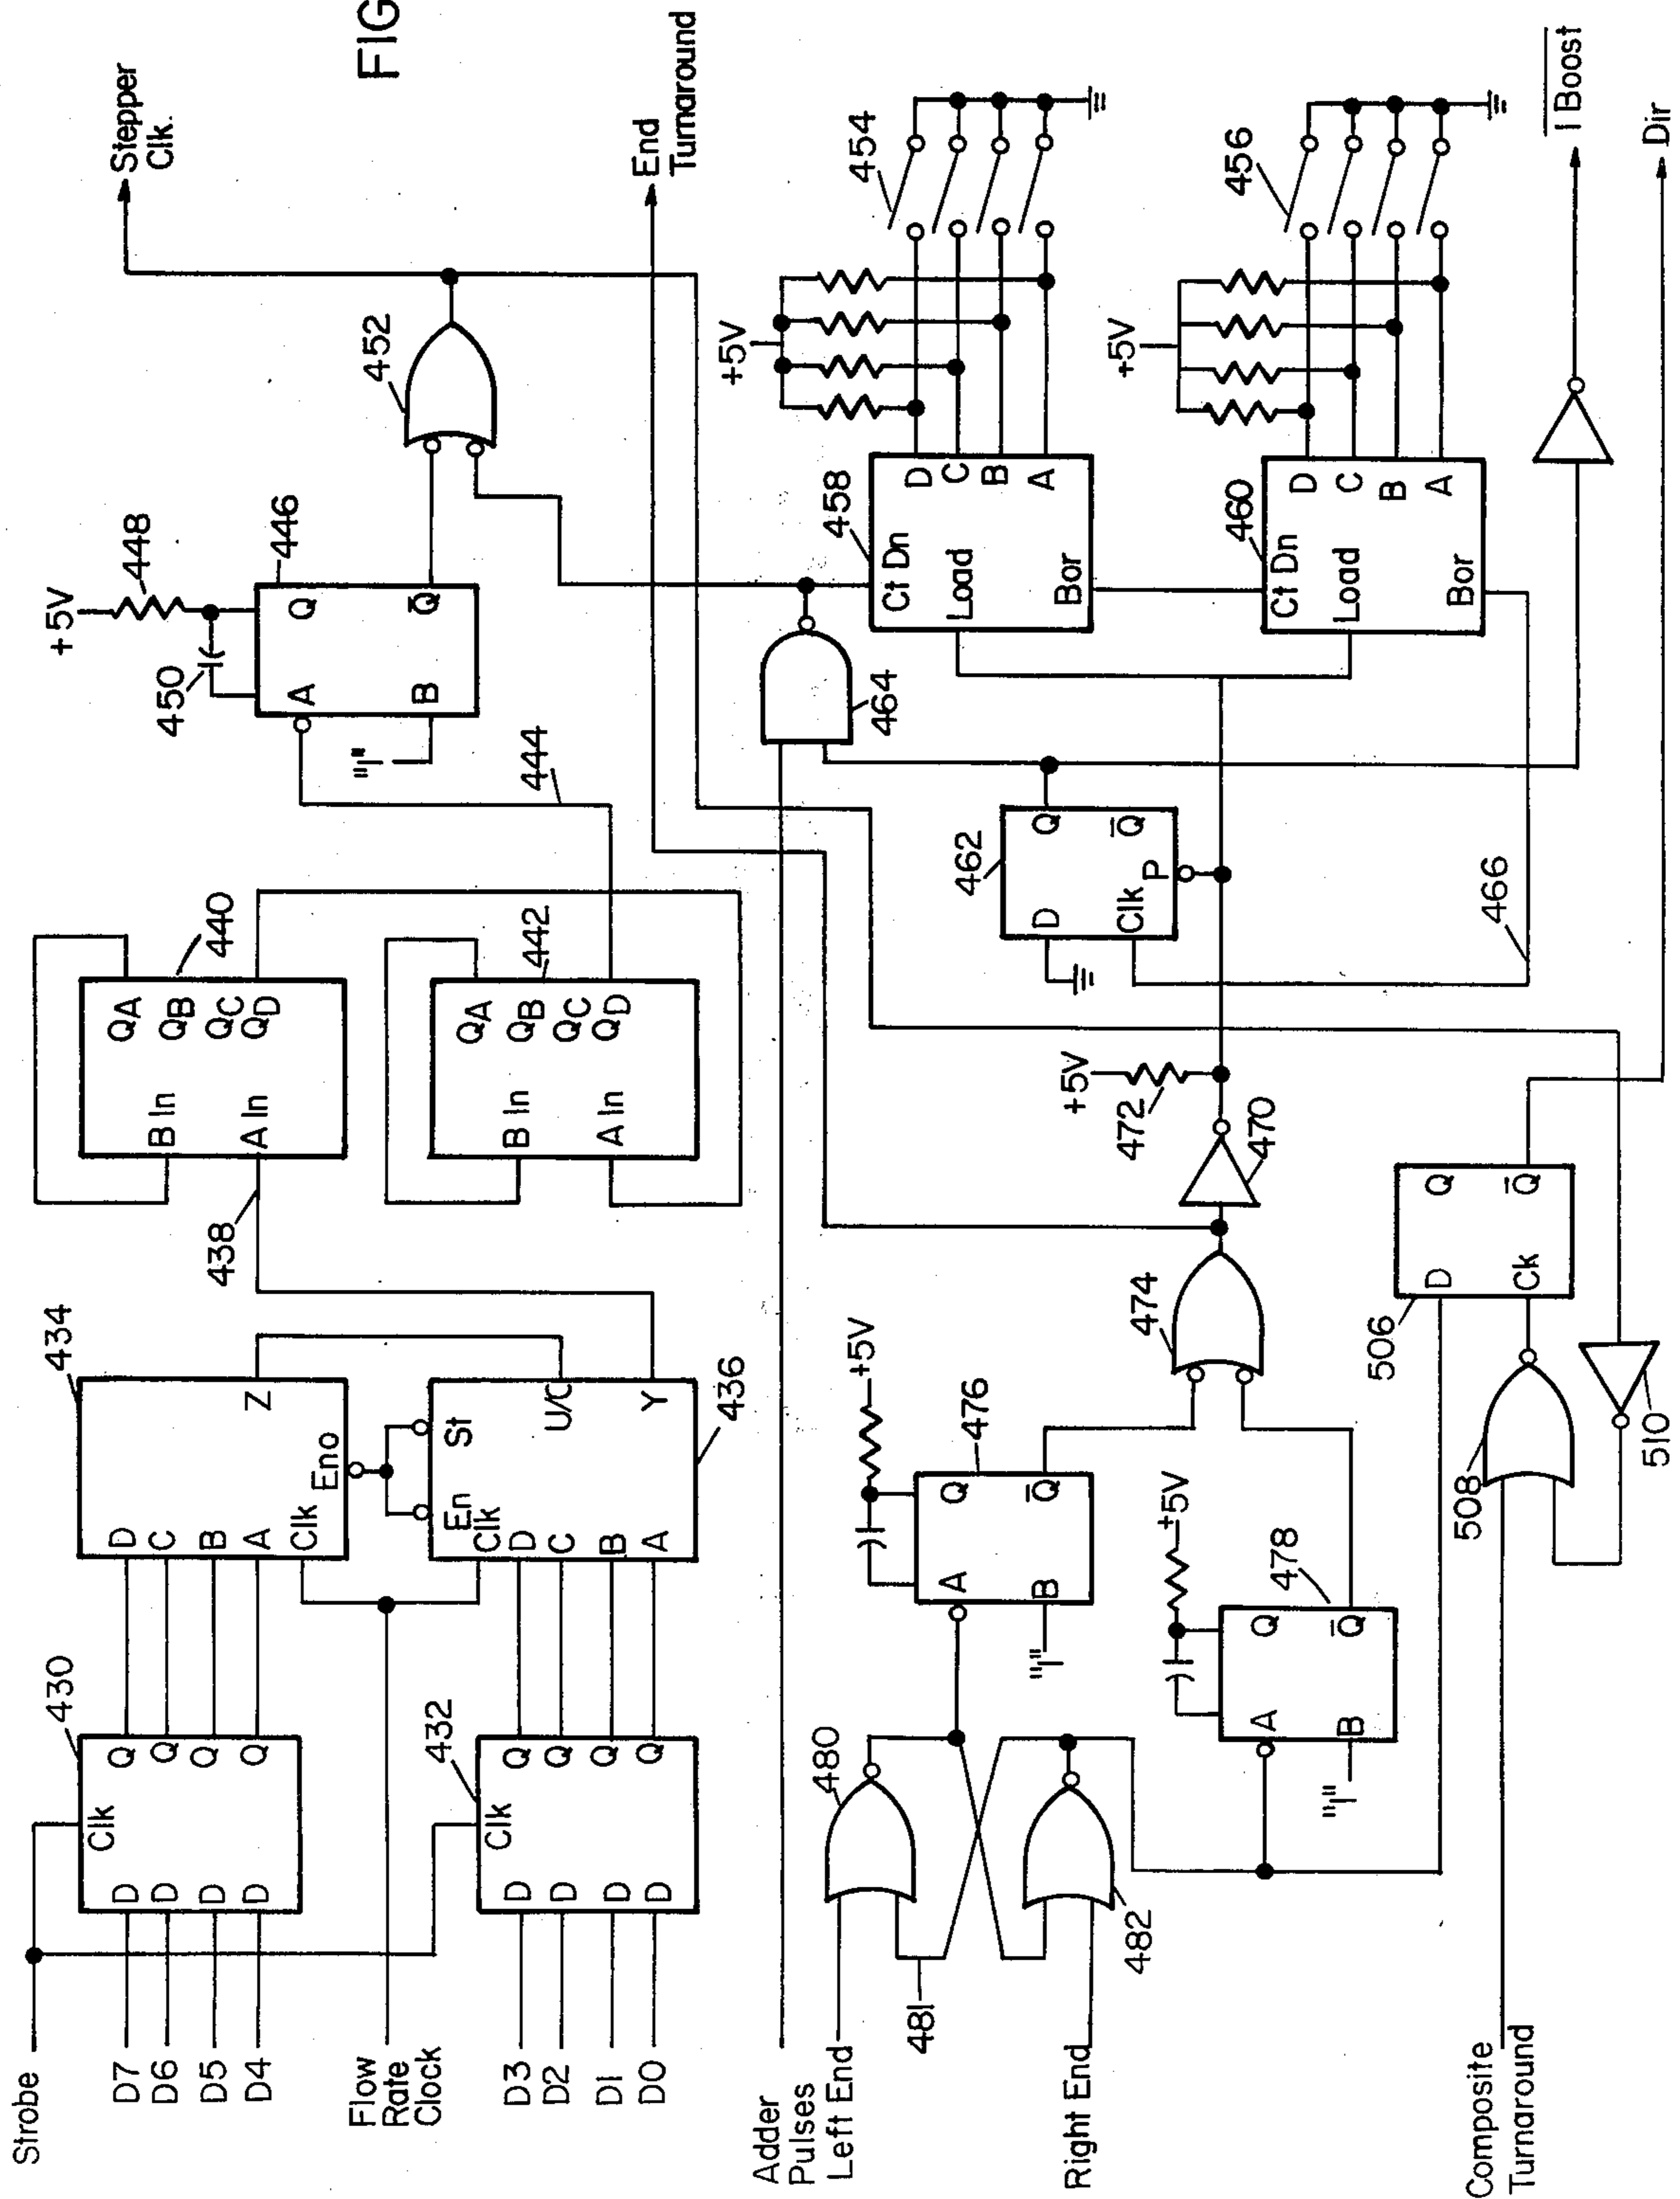 FIG
Stepper
Clk.
End
Turnaround
I Boost
Dir
+5V
448
450
446
A
Q
B
Q
"1"
452
444
440
QA
QB
QC
QD
B In
A In
438
442
QA
QB
QC
QD
B In
A In
434
D
C
B
A
Clk
Z
Eno
436
En
St
Clk
D
C
B
A
U/C
Y
430
Clk
D
D
D
D
Q
Q
Q
Q
432
Clk
D
D
D
D
Q
Q
Q
Q
Strobe
D7
D6
D5
D4
Flow
Rate
Clock
D3
D2
D1
D0
Adder
Pulses
Left End
Right End
Composite
Turnaround
454
+5V
458
Ct Dn
Load
Bor
D
C
B
A
456
+5V
460
Ct Dn
Load
Bor
D
C
B
A
464
462
D
Q
Clk
Q
P
466
+5V
472
470
474
+5V
476
A
Q
B
Q
"1"
+5V
478
A
Q
B
Q
"1"
480
481
482
506
D
Q
Ck
Q
508
510